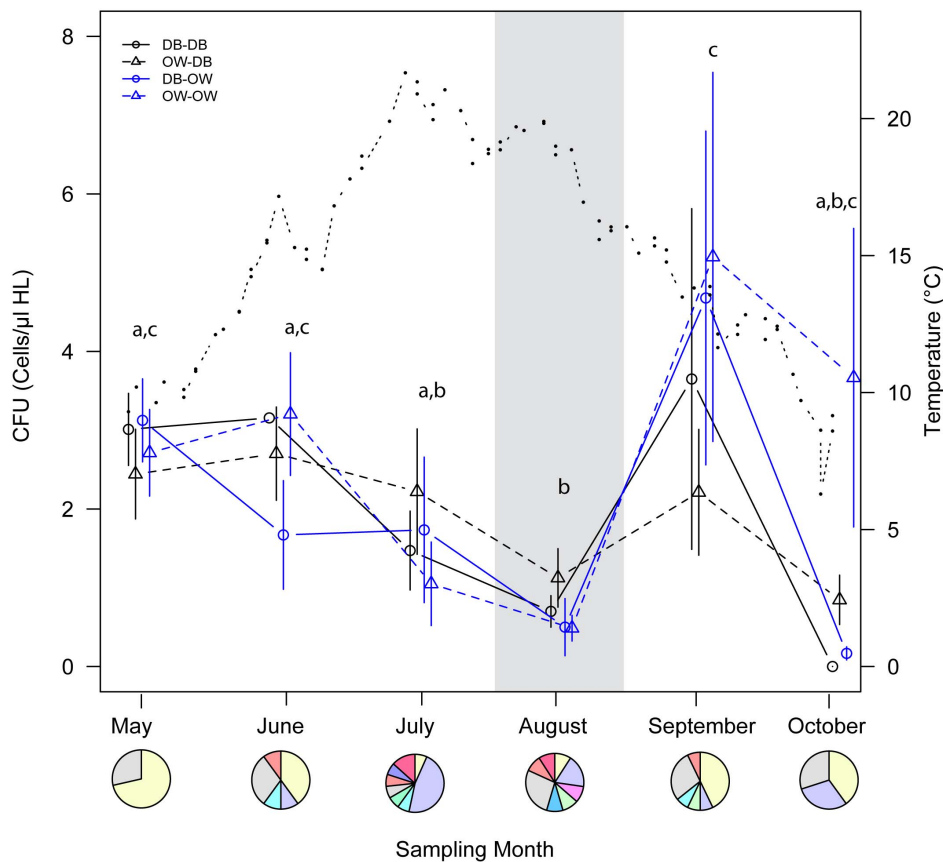 8
6
4
2
0
CFU (Cells/µl HL)
DB-DB
OW-DB
DB-OW
OW-OW
a,c
a,c
a,b
b
c
a,b,c
20
15
10
5
0
Temperature (°C)
May June July August September October
Sampling Month